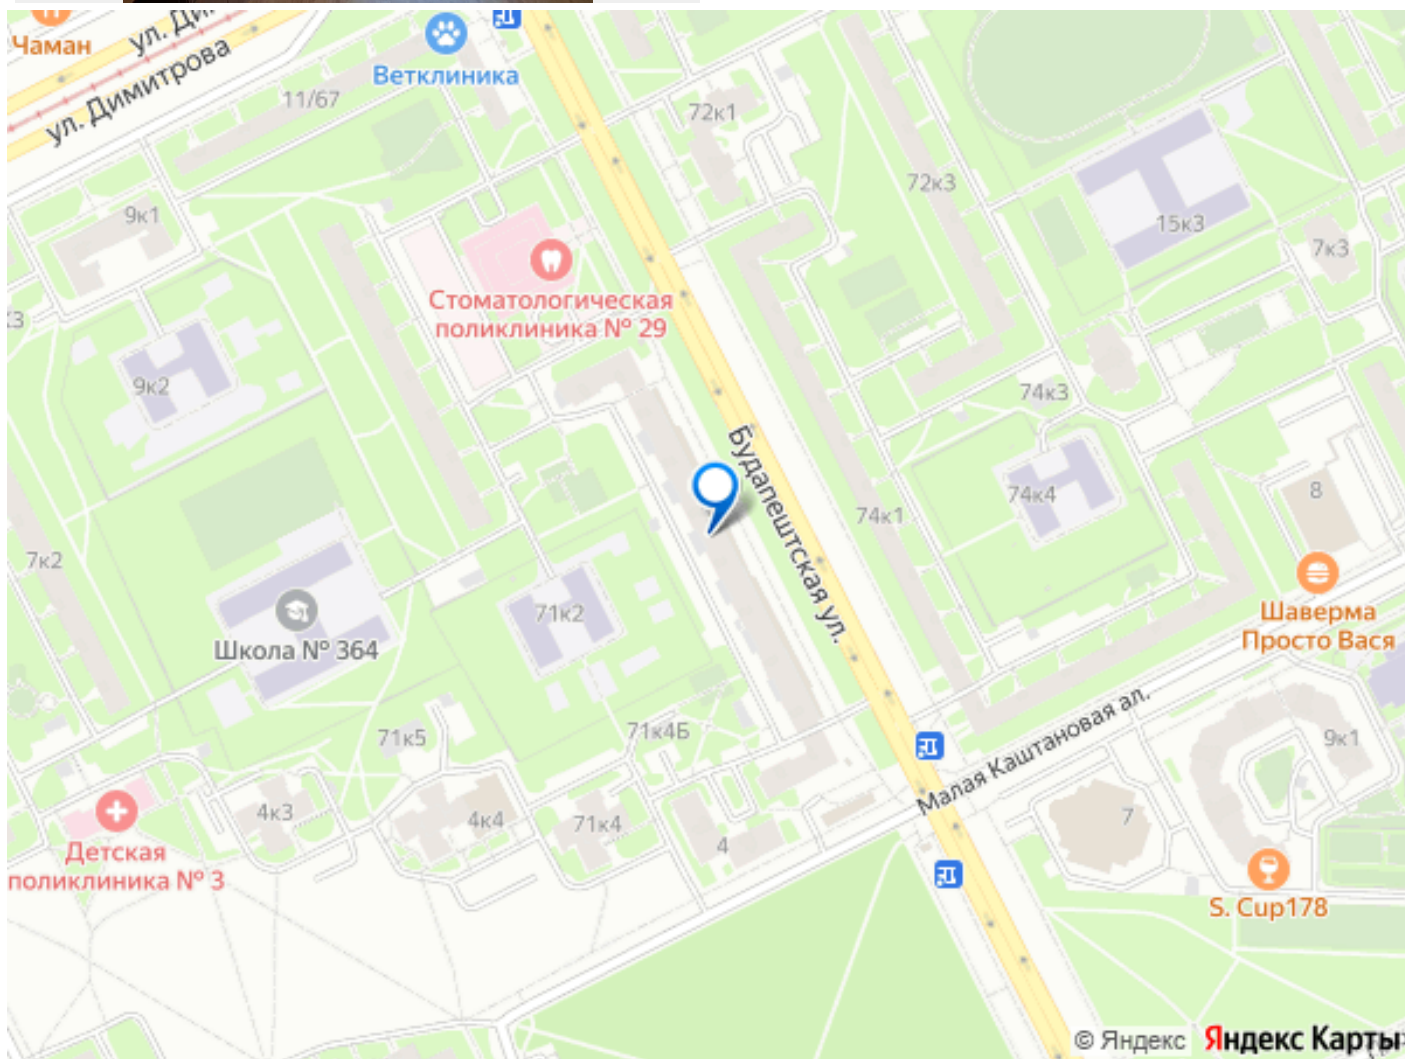 Чаман
ул. Ди
ул. Димитрова
Ветклиника
11/67
72к1
72к3
15к3
7к3
9к1
Стоматологическая
поликлиника № 29
9к2
74к3
Будапештская ул.
74к4
8
74к1
7к2
Шаверма
Просто Вася
71к2
Школа № 364
71к5
71к4Б
Малая Каштановая ал.
9к1
4к3
4к4
71к4
4
7
Детская
поликлиника № 3
S. Cup178
© Яндекс Яндекс Карты